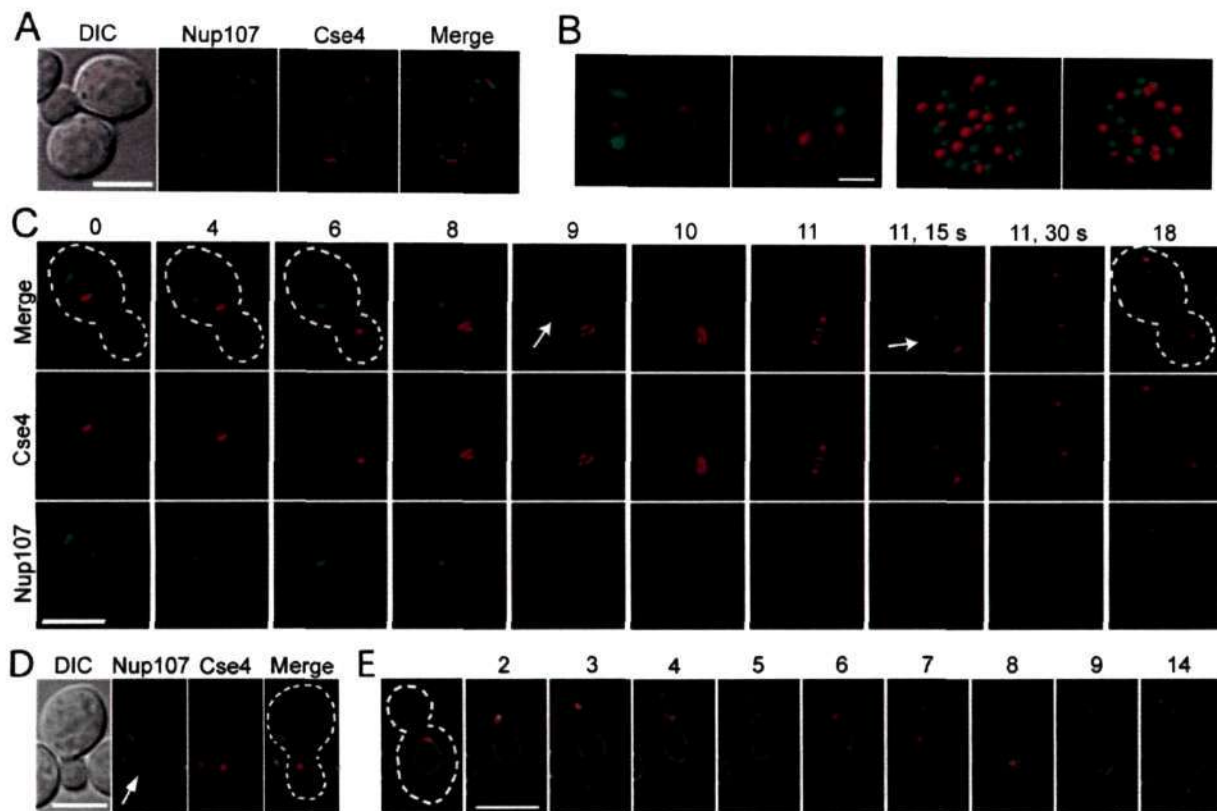 A B
DIC Nup107 Cse4 Merge
C
0 4 6 8 9 10 11 11, 15 s 11, 30 s 18
Merge
Cse4
Nup107
D E
DIC Nup107 Cse4 Merge 2 3 4 5 6 7 8 9 14